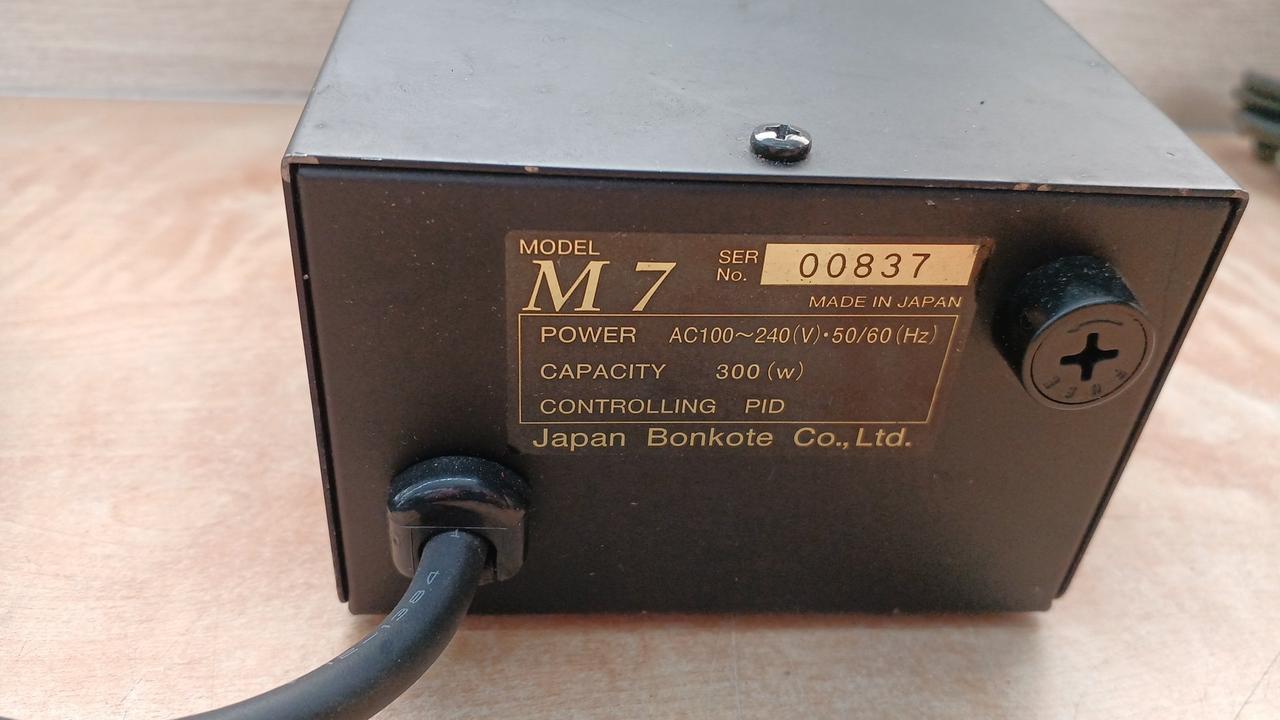 MODEL
M 7
SER No. 00837
MADE IN JAPAN
POWER AC100～240(V)･50/60(Hz)
CAPACITY 300(w)
CONTROLLING PID
Japan Bonkote Co., Ltd.